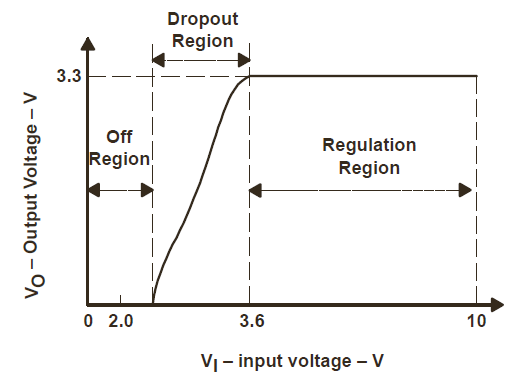 Dropout
Region
3.3
Off
Region
Regulation
Region
VO – Output Voltage – V
0 2.0 3.6 10
VI – input voltage – V